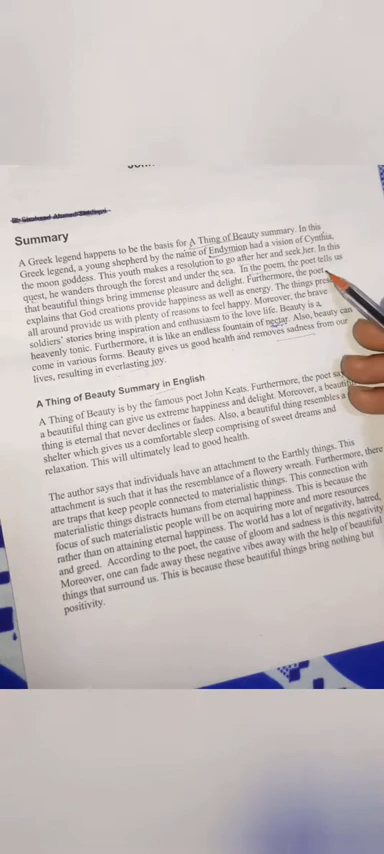 Summary
A Greek legend happens to be the basis for A Thing of Beauty summary. In this
Greek legend, a young shepherd by the name of Endymion had a vision of Cynthia,
the moon goddess. This youth makes a resolution to go after her and seek her. In this
quest, he wanders through the forest and under the sea. In the poem, the poet tells us
that beautiful things bring immense pleasure and delight. Furthermore, the poet
explains that God creations provide happiness as well as energy. The things
all around provide us with plenty of reasons to feel happy. Moreover, the brave
soldiers' stories bring inspiration and enthusiasm to the love life. Beauty is a
heavenly tonic. Furthermore, it is like an endless fountain of nectar. Also, beauty can
come in various forms. Beauty gives us good health and removes sadness from our
lives, resulting in everlasting joy.
A Thing of Beauty Summary in English
A Thing of Beauty is by the famous poet John Keats. Furthermore, the poet
a beautiful thing can give us extreme happiness and delight. Moreover, a
thing is eternal that never declines or fades. Also, a beautiful thing resembles a
shelter which gives us a comfortable sleep comprising of sweet dreams and
relaxation. This will ultimately lead to good health.
The author says that individuals have an attachment to the Earthly things. This
attachment is such that it has the resemblance of a flowery wreath. Furthermore, there
are traps that keep people connected to materialistic things. This connection with
materialistic things distracts humans from eternal happiness. This is because the
focus of such materialistic people will be on acquiring more and more resources
rather than on attaining eternal happiness. The world has a lot of negativity, hatred,
and greed. According to the poet, the cause of gloom and sadness is this negativity
Moreover, one can fade away these negative vibes away with the help of beautiful
things that surround us. This is because these beautiful things bring nothing but
positivity.